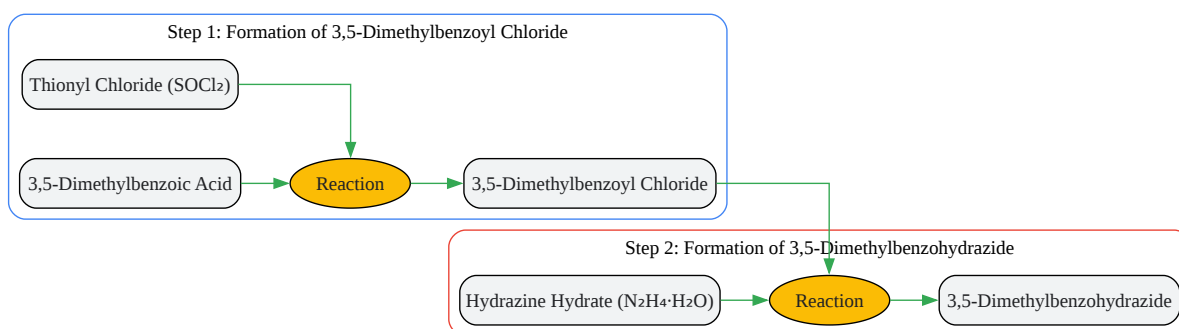 Step 1: Formation of 3,5-Dimethylbenzoyl Chloride
Thionyl Chloride (SOCl₂)
3,5-Dimethylbenzoic Acid
Reaction
3,5-Dimethylbenzoyl Chloride
Step 2: Formation of 3,5-Dimethylbenzohydrazide
Hydrazine Hydrate (N₂H₄·H₂O)
Reaction
3,5-Dimethylbenzohydrazide